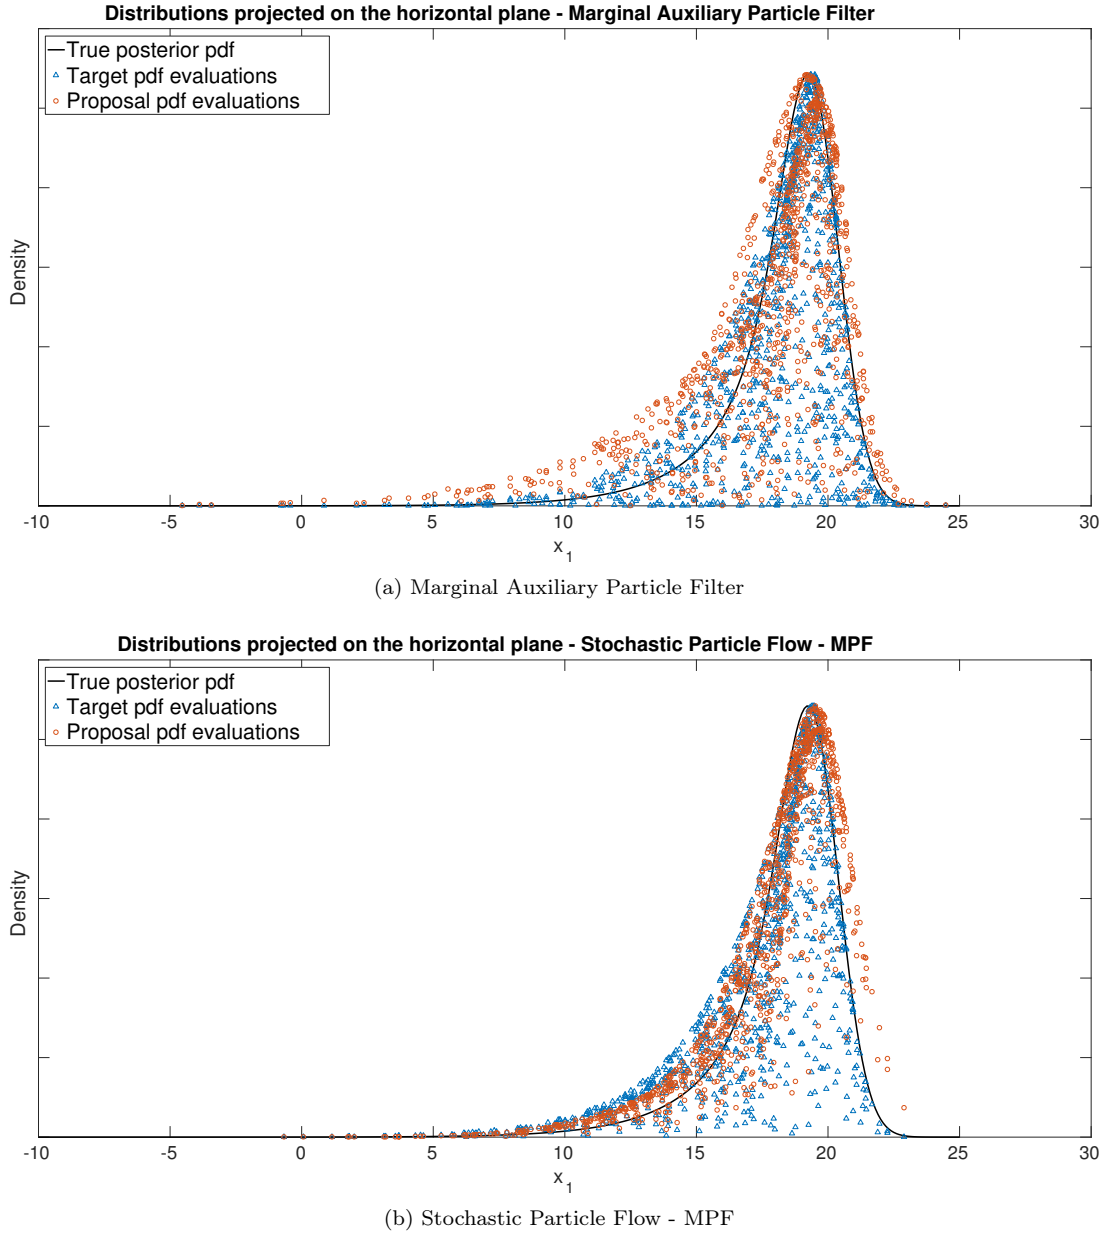 Distributions projected on the horizontal plane - Marginal Auxiliary Particle Filter
True posterior pdf
Target pdf evaluations
Proposal pdf evaluations
Density
-10 -5 0 5 10 15 20 25 30
x1
(a) Marginal Auxiliary Particle Filter
Distributions projected on the horizontal plane - Stochastic Particle Flow - MPF
True posterior pdf
Target pdf evaluations
Proposal pdf evaluations
Density
-10 -5 0 5 10 15 20 25 30
x1
(b) Stochastic Particle Flow - MPF